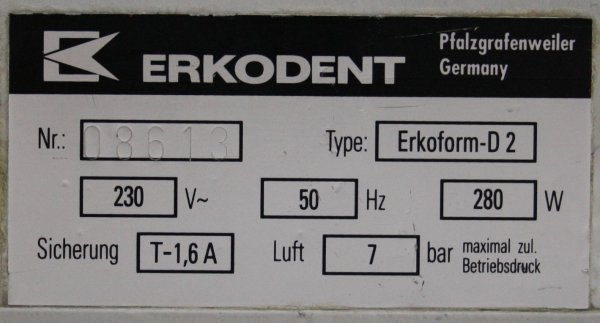 ERKODENT
Pfalzgrafenweiler
Germany
Nr.: 08613 Type: Erkoform-D 2
230 V~ 50 Hz 280 W
Sicherung T-1,6 A Luft 7 bar maximal zul.
Betriebsdruck